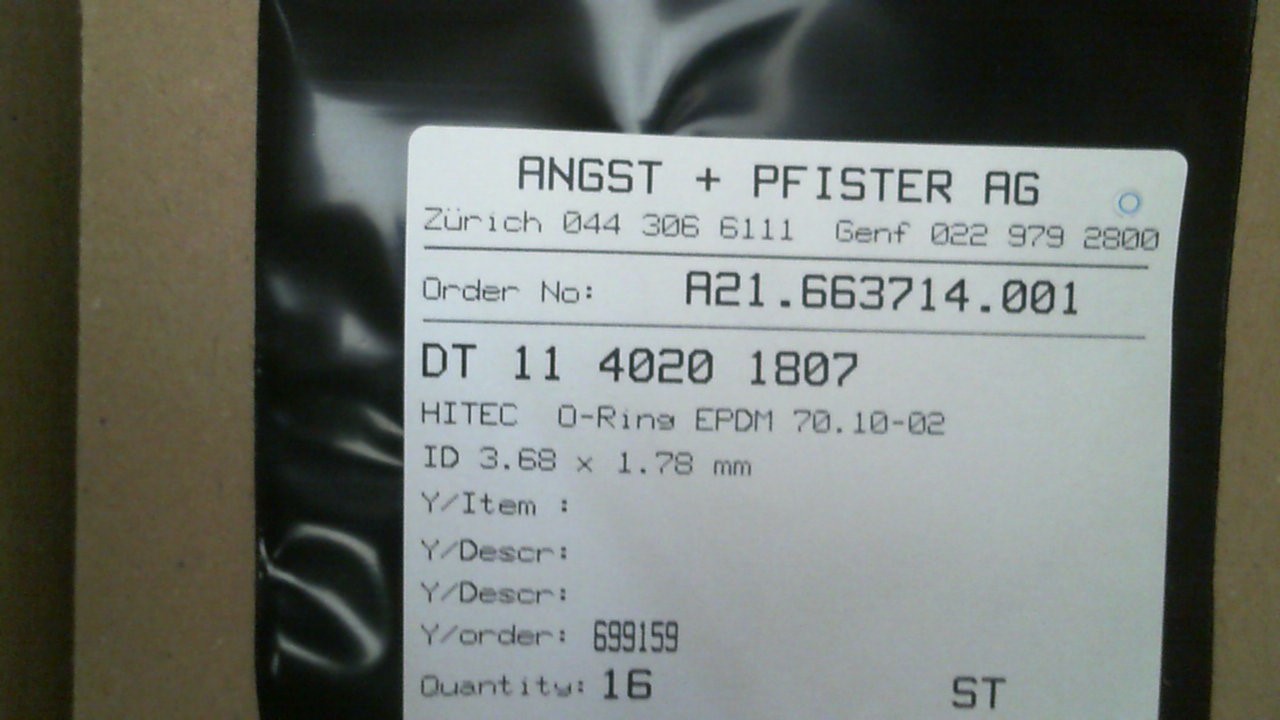 ANGST + PFISTER AG
Zürich 044 306 6111 Genf 022 979 2800
Order No: A21.663714.001
DT 11 4020 1807
HITEC O-Ring EPDM 70.10-02
ID 3.68 x 1.78 mm
Y/Item :
Y/Descr:
Y/Descr:
Y/order: 699159
Quantity: 16 ST